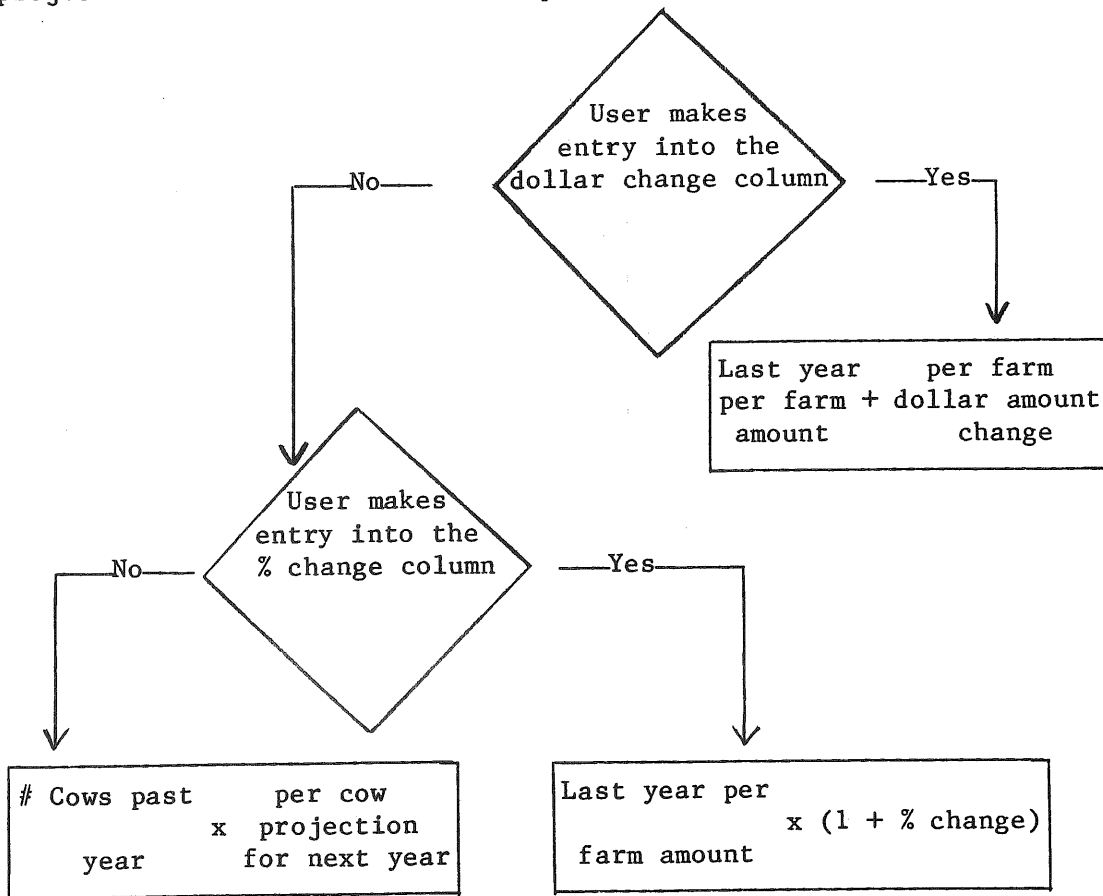 User makes
entry into the
dollar change column
No
Yes
Last year per farm
per farm + dollar amount
amount change
User makes
entry into the
% change column
No
Yes
# Cows past per cow
x projection
year for next year
Last year per
x (1 + % change)
farm amount